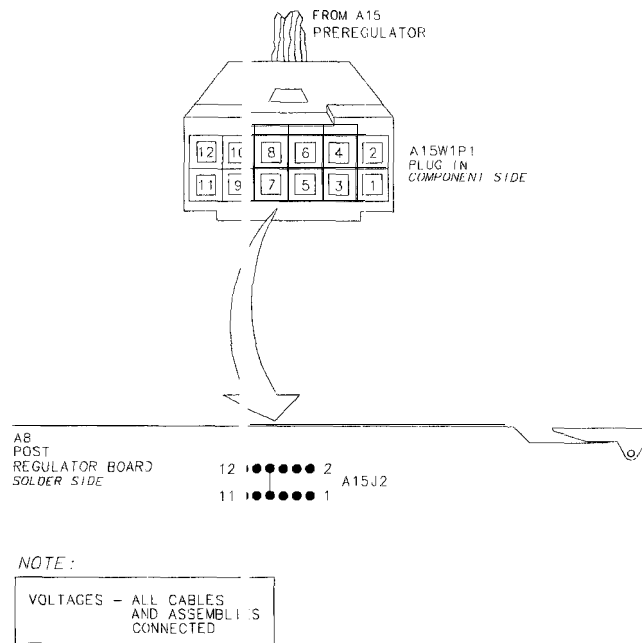 FROM A15
PREREGULATOR
12 10 8 6 4 2
11 9 7 5 3 1
A15W1P1
PLUG IN
COMPONENT SIDE
A8
POST
REGULATOR BOARD
SOLDER SIDE
12 2
A15J2
11 1
NOTE:
VOLTAGES – ALL CABLES
AND ASSEMBLIES
CONNECTED